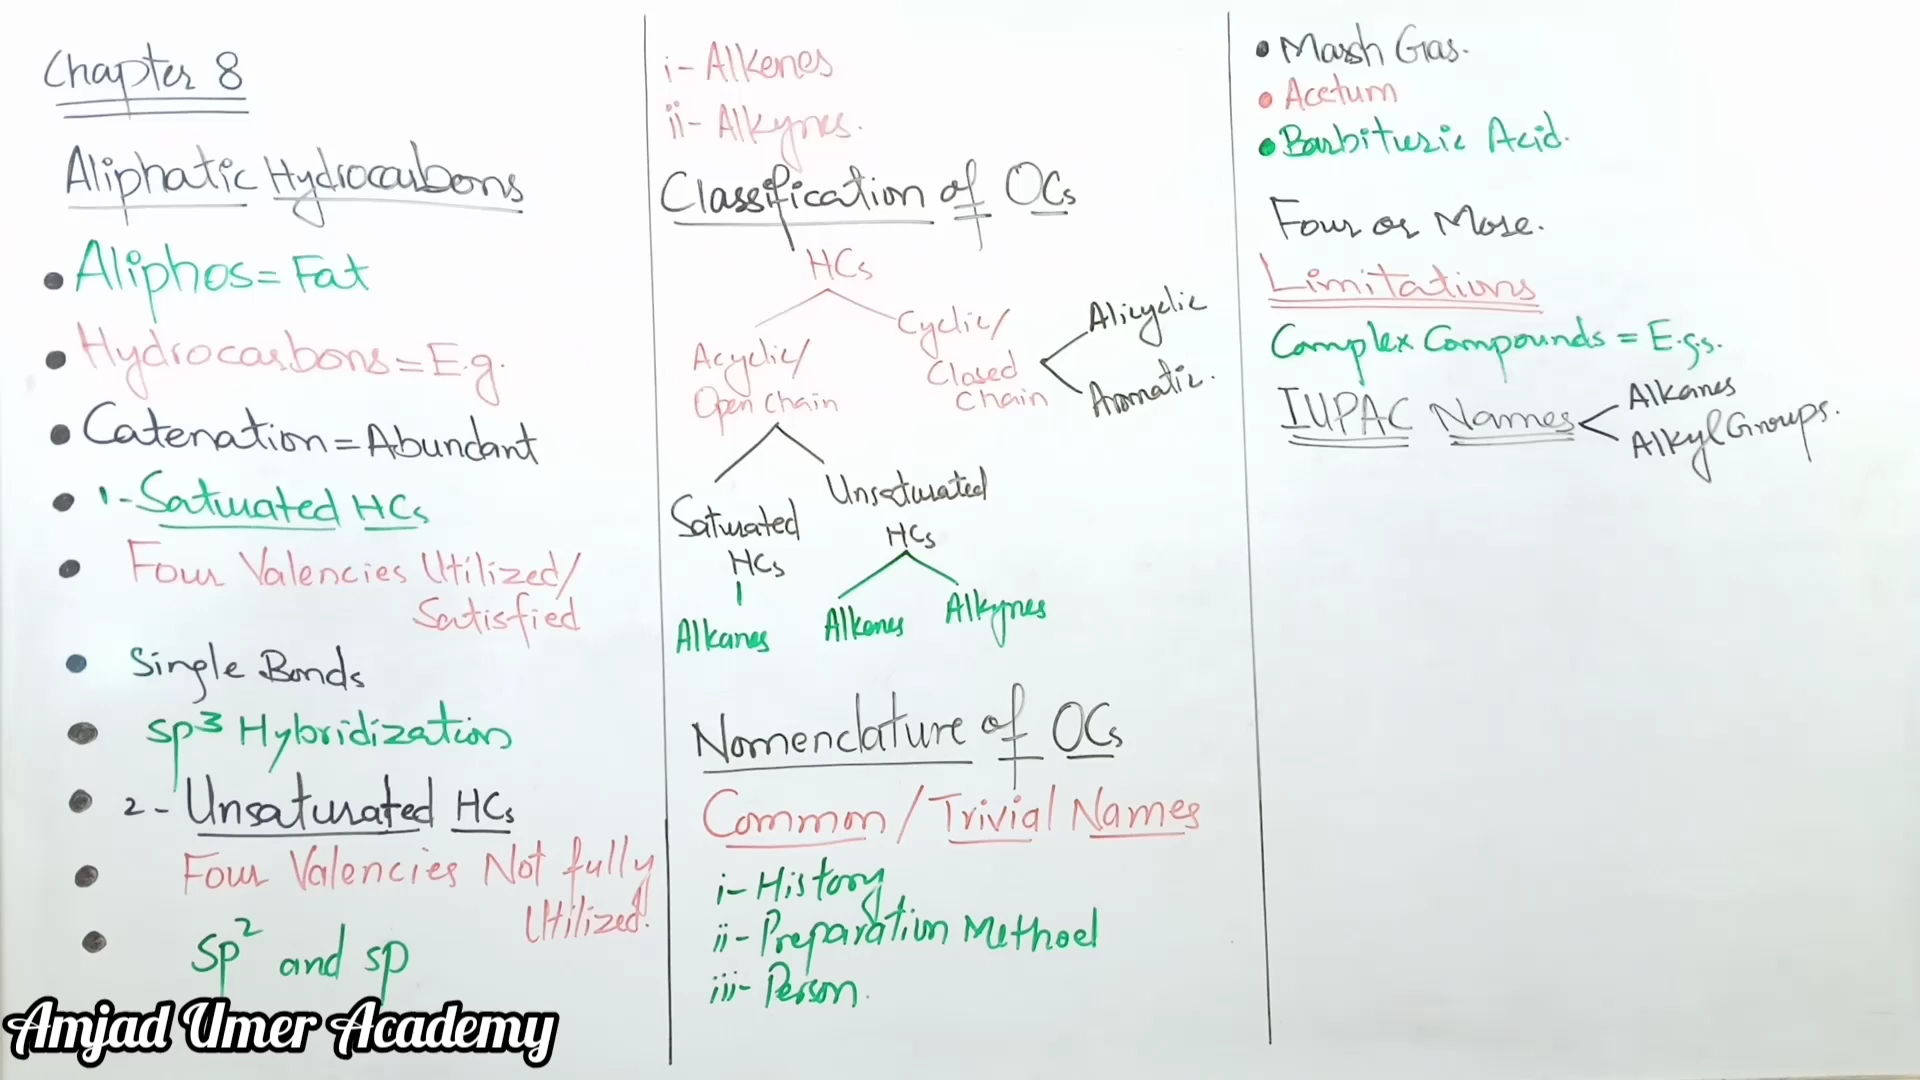 Chapter 8
Aliphatic Hydrocarbons
• Aliphos = Fat
• Hydrocarbons = E.g.
• Catenation = Abundant
• 1- Saturated HCs
• Four Valencies Utilized/
Satisfied
• Single Bonds
• sp³ Hybridization
• 2- Unsaturated HCs
• Four Valencies Not fully
Utilized.
• sp² and sp
i- Alkenes
ii- Alkynes.
Classification of OCs
HCs
Acyclic/
Open Chain
Cyclic/
Closed
Chain
Alicyclic
Aromatic.
Saturated
HCs
Unsaturated
HCs
Alkanes
Alkenes
Alkynes
Nomenclature of OCs
Common / Trivial Names
i- History
ii- Preparation Method
iii- Person.
• Marsh Gas.
• Acetum
• Barbituric Acid.
Four or More.
Limitations
Complex Compounds = E.gs.
IUPAC Names
Alkanes
Alkyl Groups.
Amjad Umer Academy